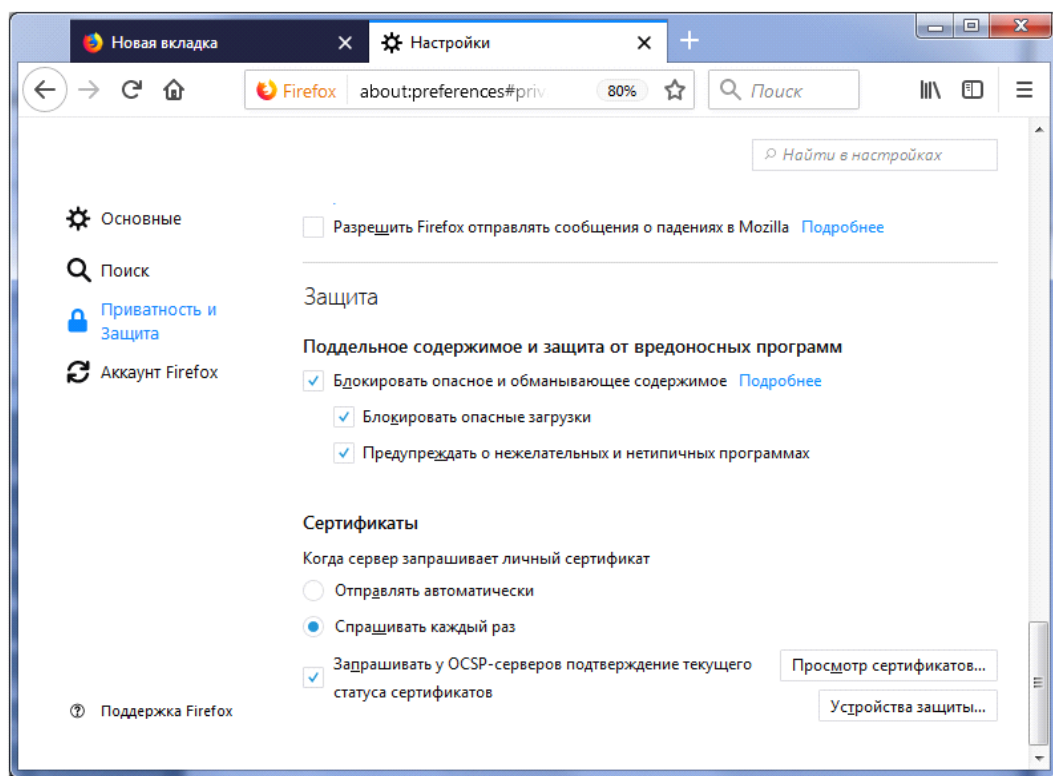 Новая вкладка
Настройки
Firefox about:preferences#priv 80% Поиск
Найти в настройках
Основные
Поиск
Приватность и
Защита
Аккаунт Firefox
Поддержка Firefox
Разрешить Firefox отправлять сообщения о падениях в Mozilla Подробнее
Защита
Поддельное содержимое и защита от вредоносных программ
Блокировать опасное и обманывающее содержимое Подробнее
Блокировать опасные загрузки
Предупреждать о нежелательных и нетипичных программах
Сертификаты
Когда сервер запрашивает личный сертификат
Отправлять автоматически
Спрашивать каждый раз
Запрашивать у OCSP-серверов подтверждение текущего
статуса сертификатов
Просмотр сертификатов...
Устройства защиты...